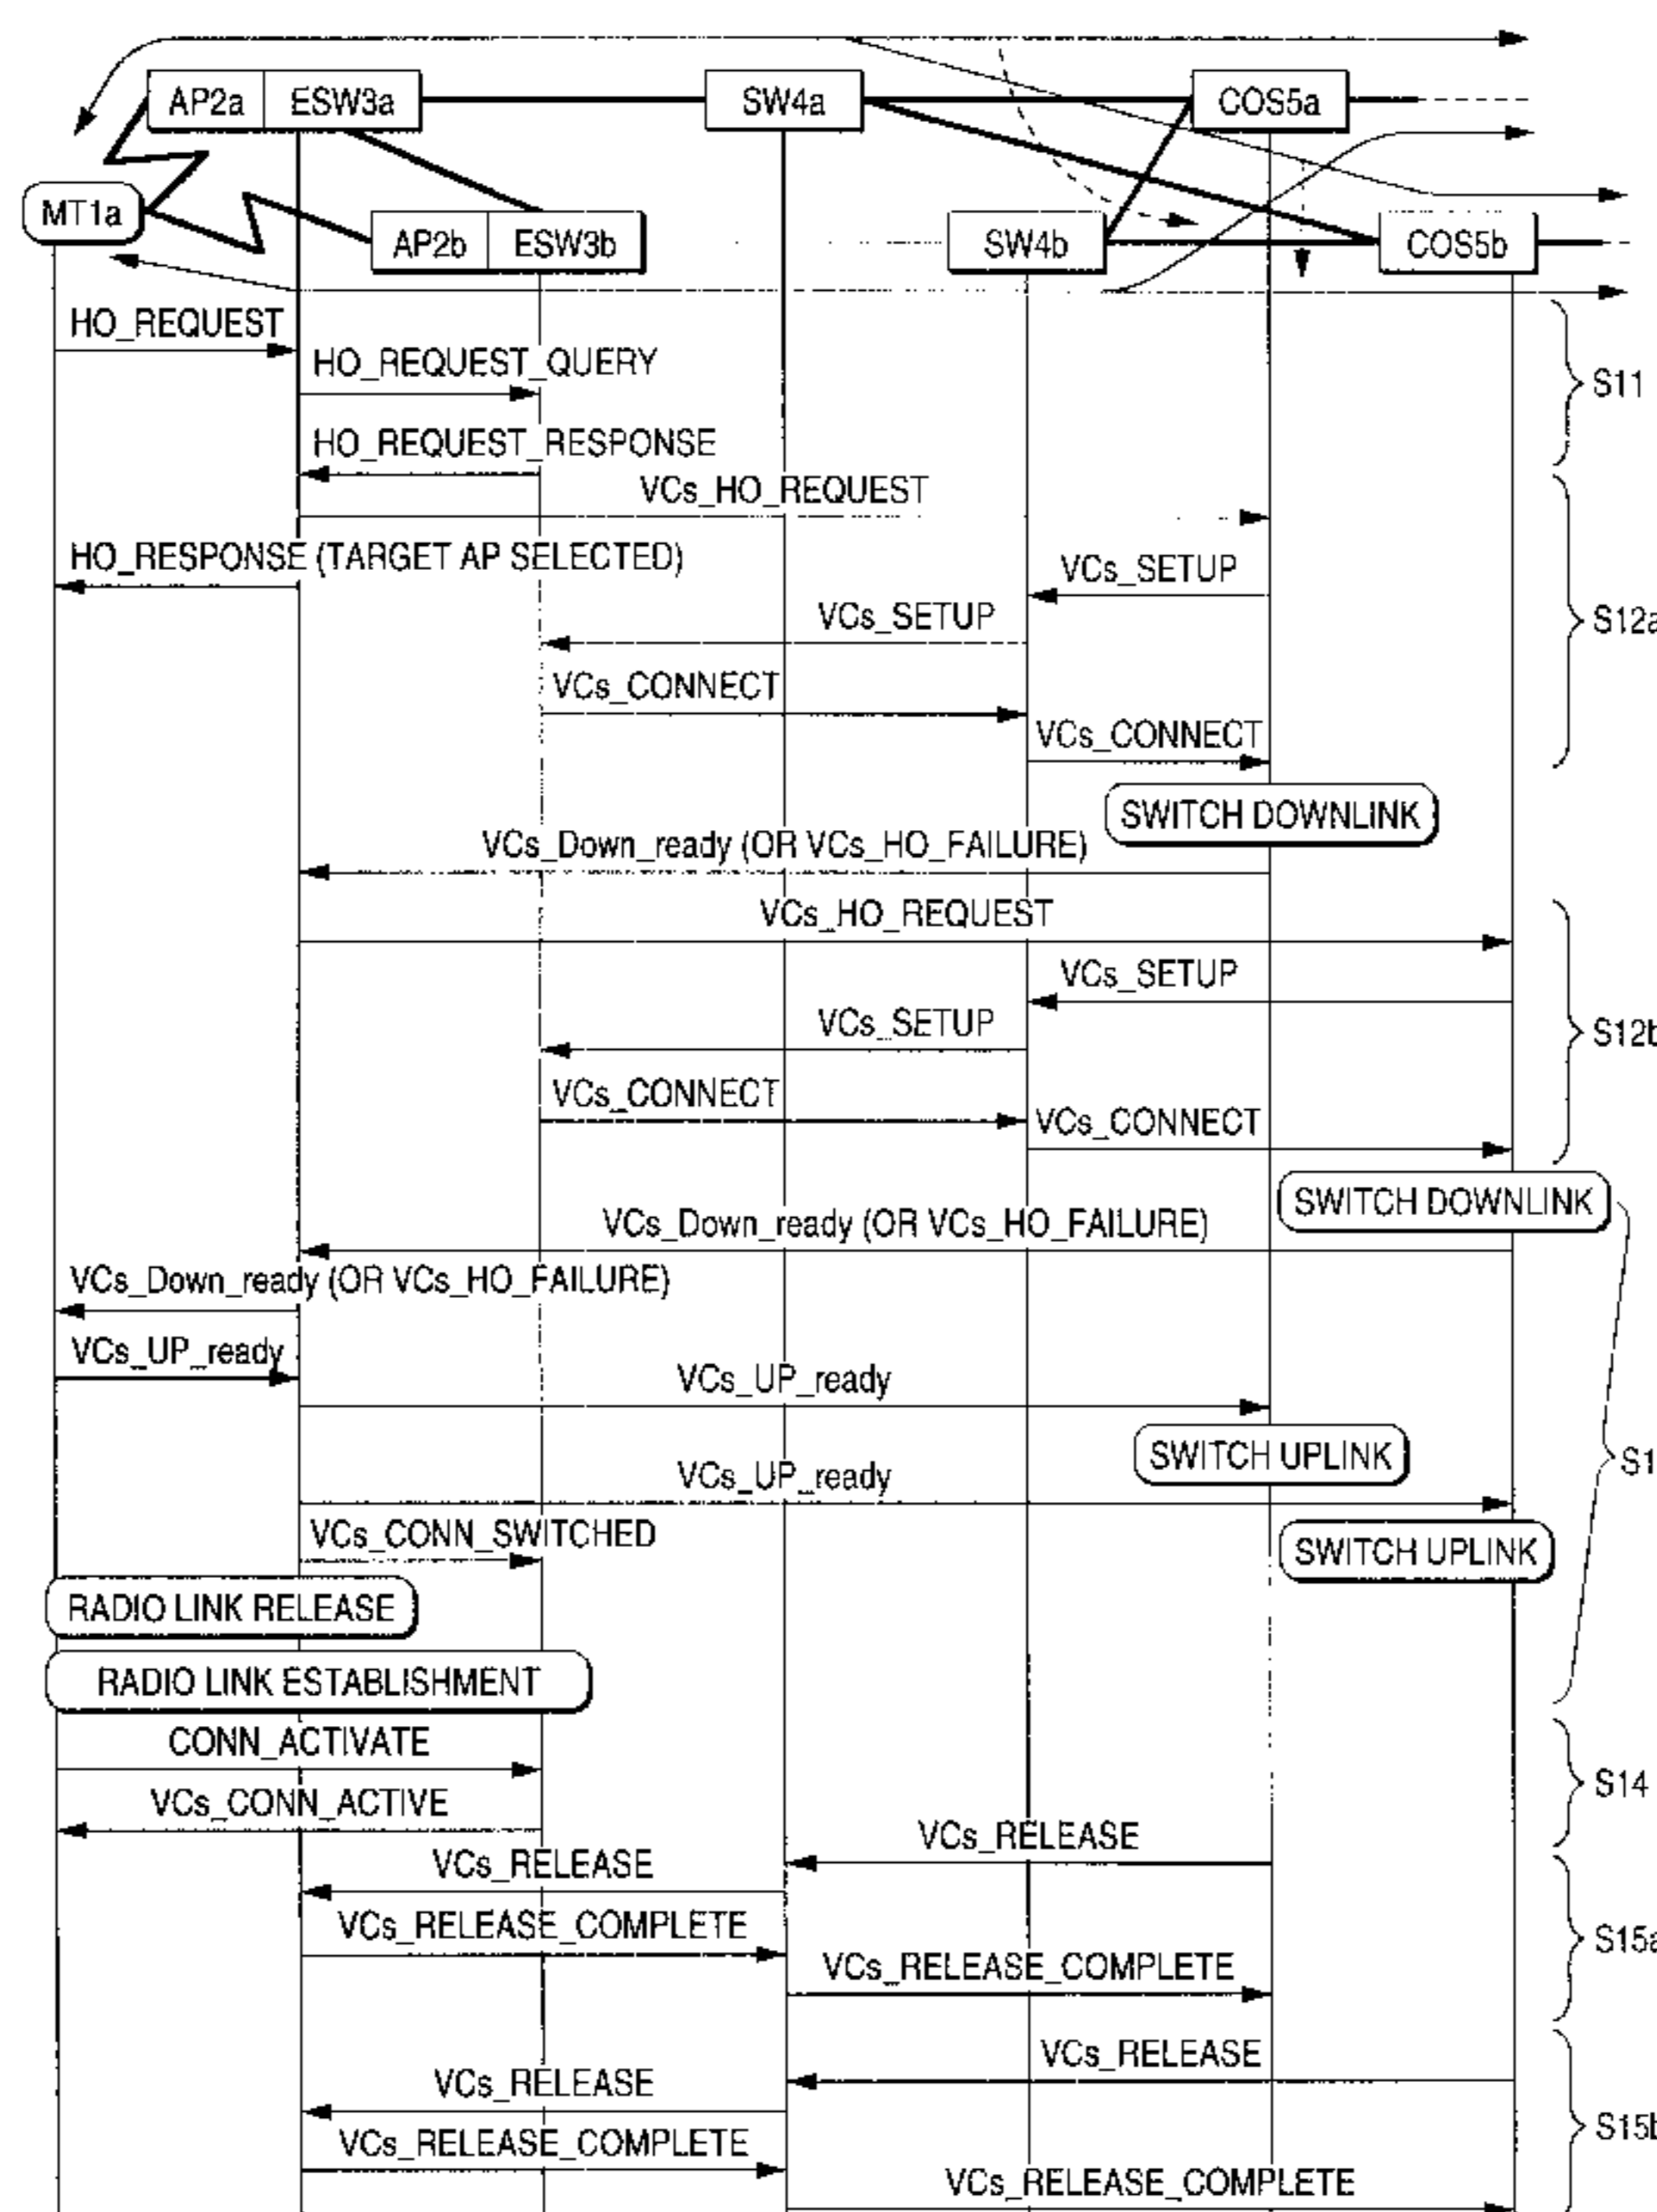 AP2a ESW3a SW4a COS5a
MT1a
AP2b ESW3b SW4b COS5b
HO_REQUEST
HO_REQUEST_QUERY
S11
HO_REQUEST_RESPONSE
VCs_HO_REQUEST
HO_RESPONSE (TARGET AP SELECTED)
VCs_SETUP
VCs_SETUP
S12a
VCs_CONNECT
VCs_CONNECT
SWITCH DOWNLINK
VCs_Down_ready (OR VCs_HO_FAILURE)
VCs_HO_REQUEST
VCs_SETUP
VCs_SETUP
S12b
VCs_CONNECT
VCs_CONNECT
SWITCH DOWNLINK
VCs_Down_ready (OR VCs_HO_FAILURE)
VCs_Down_ready (OR VCs_HO_FAILURE)
VCs_UP_ready
VCs_UP_ready
SWITCH UPLINK
S1
VCs_UP_ready
VCs_CONN_SWITCHED
SWITCH UPLINK
RADIO LINK RELEASE
RADIO LINK ESTABLISHMENT
CONN_ACTIVATE
S14
VCs_CONN_ACTIVE
VCs_RELEASE
VCs_RELEASE
VCs_RELEASE_COMPLETE
S15a
VCs_RELEASE_COMPLETE
VCs_RELEASE
VCs_RELEASE
S15b
VCs_RELEASE_COMPLETE
VCs_RELEASE_COMPLETE